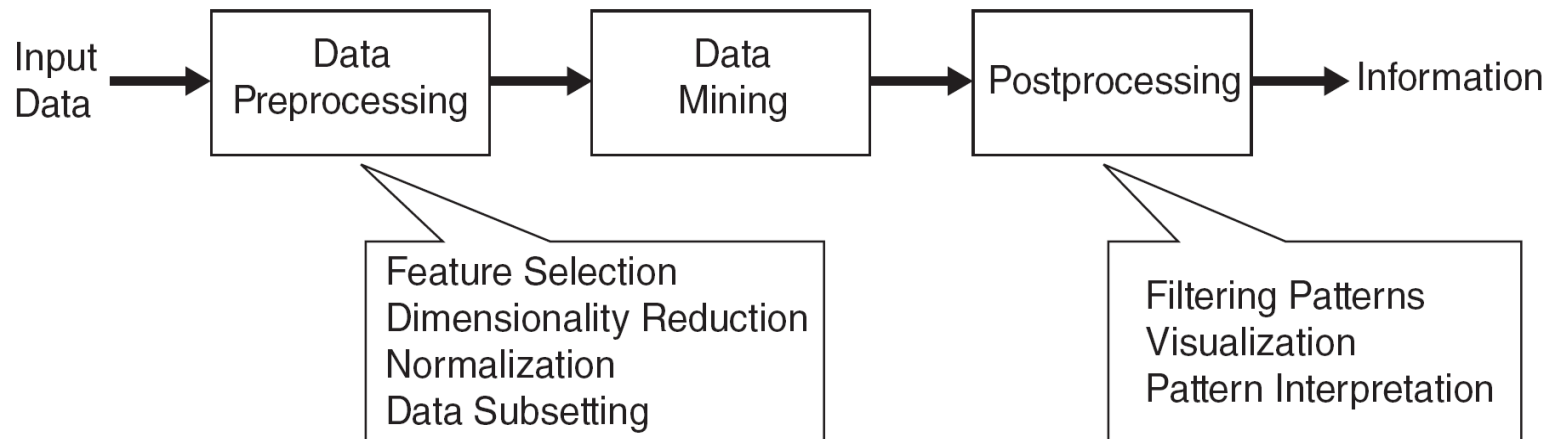 Input
Data
Data
Preprocessing
Data
Mining
Postprocessing
Information
Feature Selection
Dimensionality Reduction
Normalization
Data Subsetting
Filtering Patterns
Visualization
Pattern Interpretation